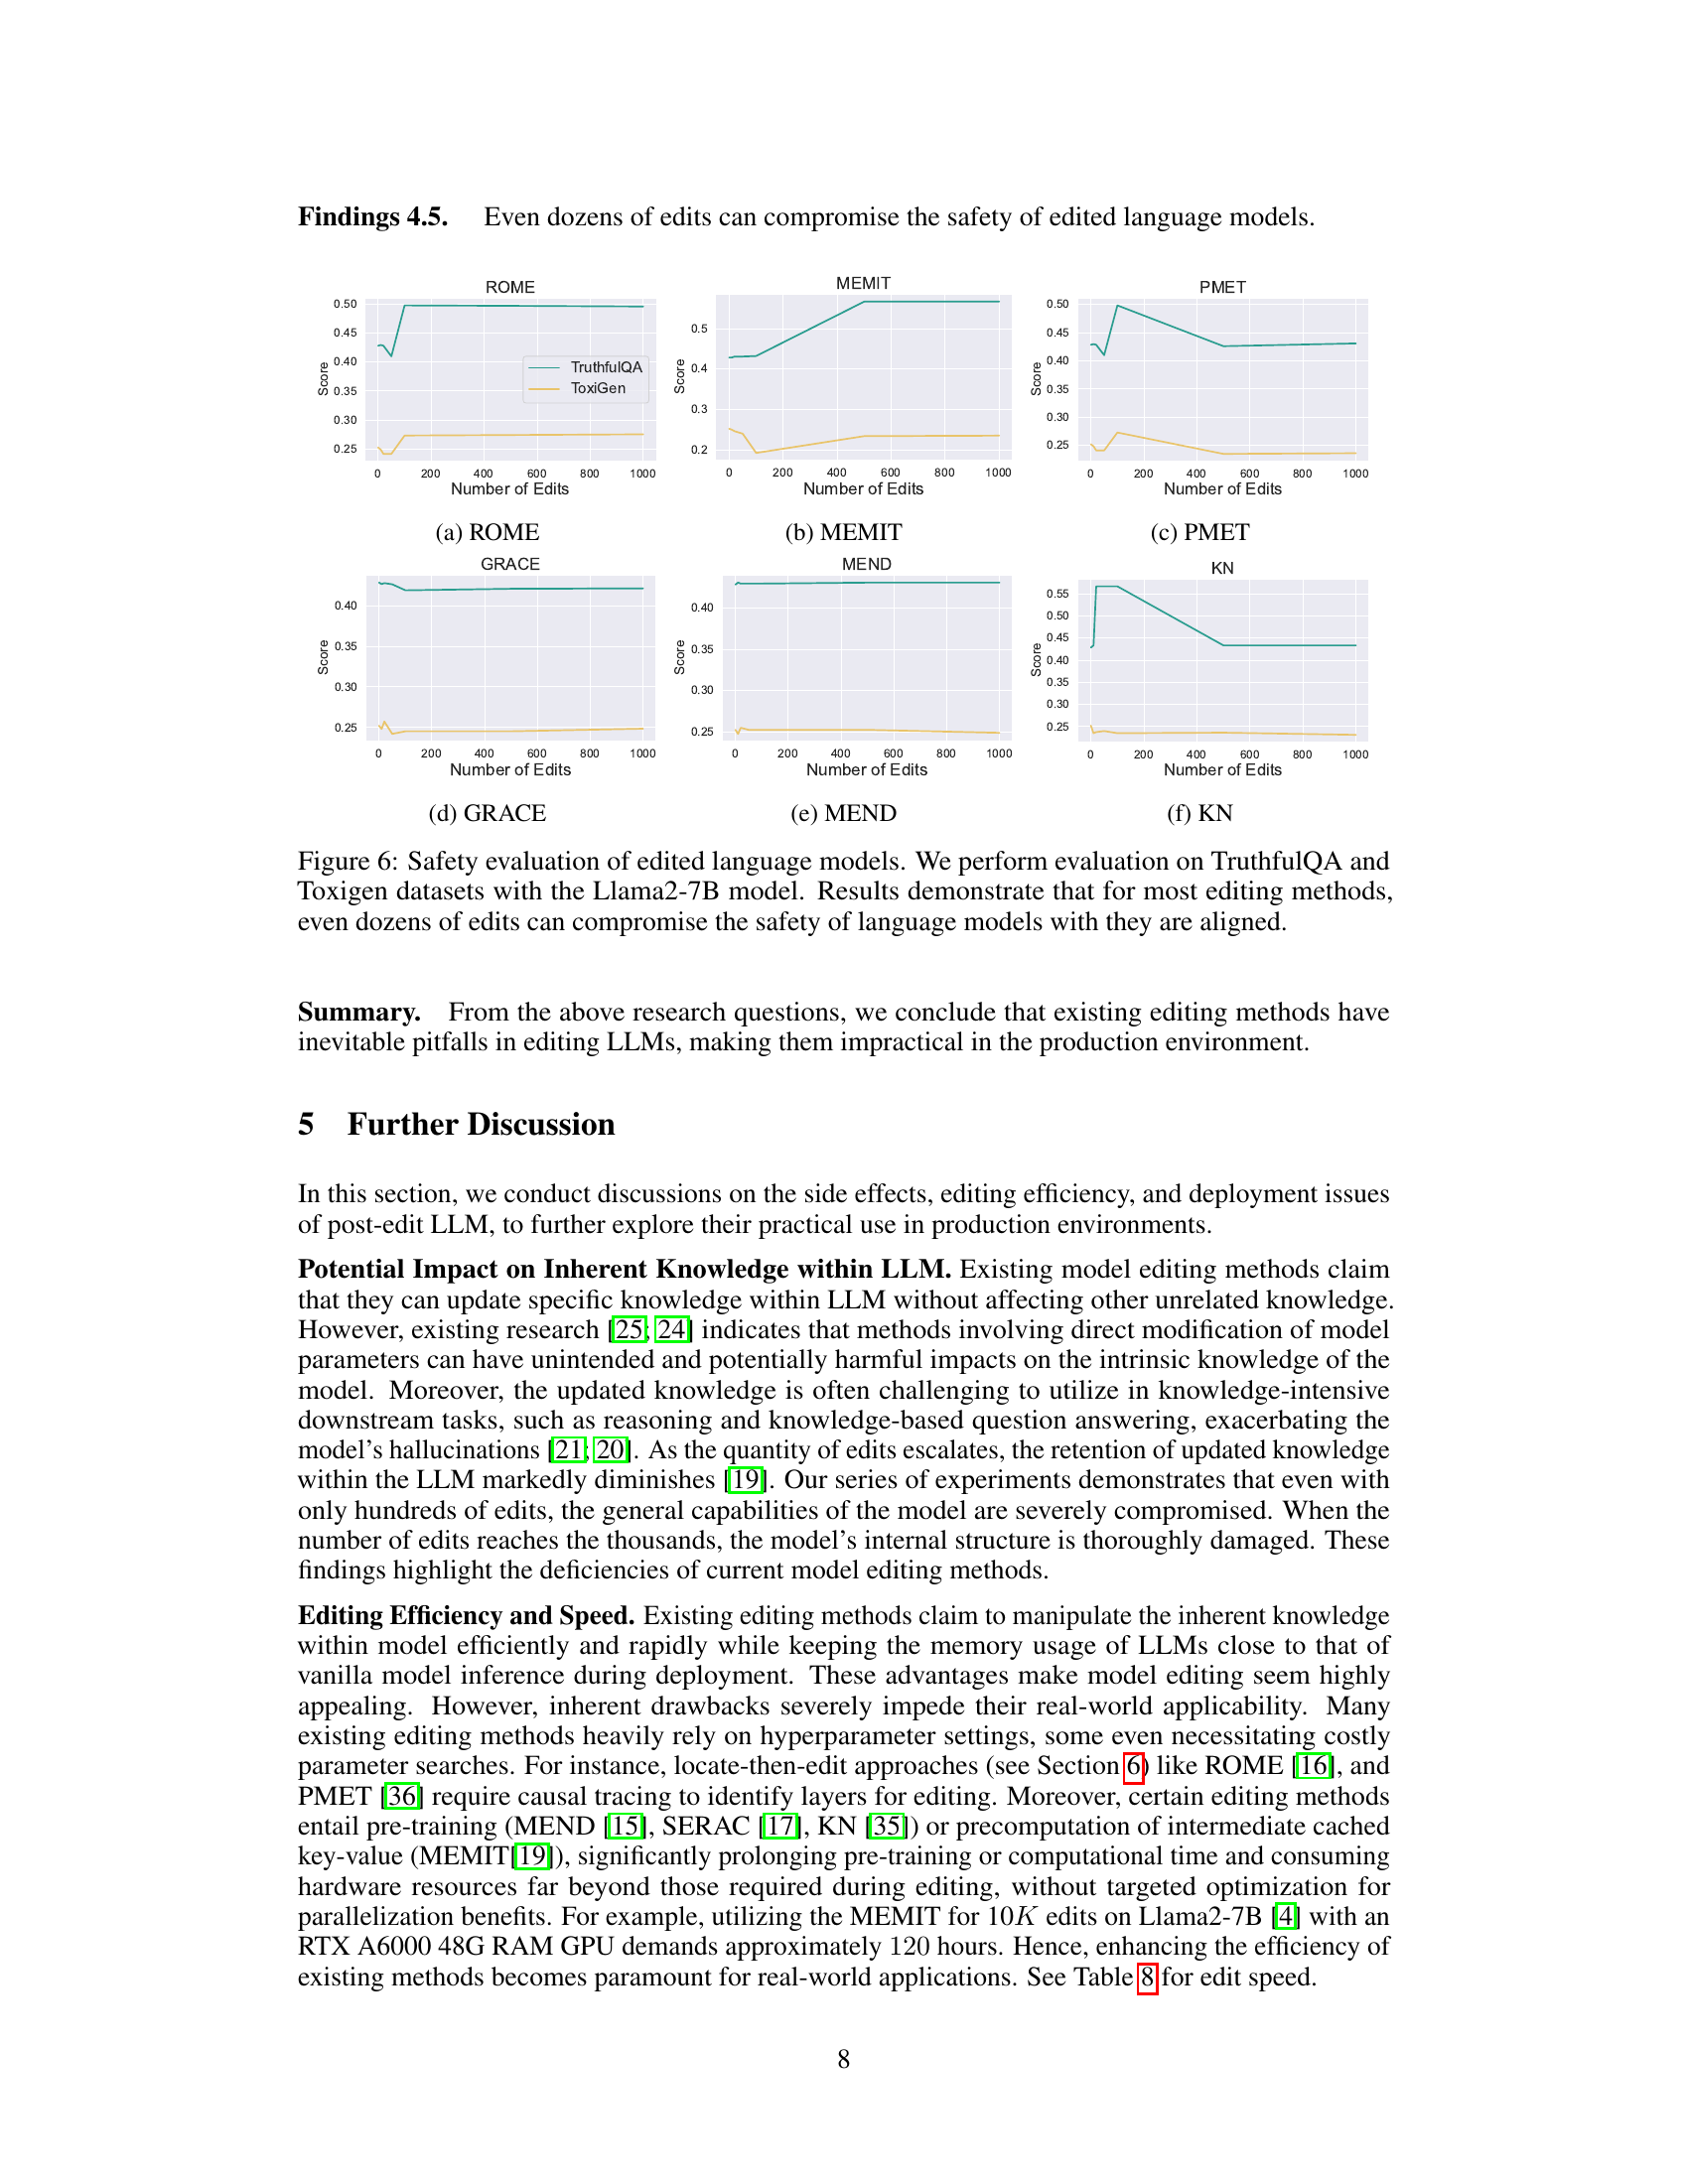 Findings 4.5. Even dozens of edits can compromise the safety of edited language models.
ROME
0.50
0.45
0.40
0.35
0.30
0.25
Score
TruthfulQA
ToxiGen
0 200 400 600 800 1000
Number of Edits
(a) ROME
MEMIT
0.5
0.4
0.3
0.2
Score
0 200 400 600 800 1000
Number of Edits
(b) MEMIT
PMET
0.50
0.45
0.40
0.35
0.30
0.25
Score
0 200 400 600 800 1000
Number of Edits
(c) PMET
GRACE
0.40
0.35
0.30
0.25
Score
0 200 400 600 800 1000
Number of Edits
(d) GRACE
MEND
0.40
0.35
0.30
0.25
Score
0 200 400 600 800 1000
Number of Edits
(e) MEND
KN
0.55
0.50
0.45
0.40
0.35
0.30
0.25
Score
0 200 400 600 800 1000
Number of Edits
(f) KN
Figure 6: Safety evaluation of edited language models. We perform evaluation on TruthfulQA and
Toxigen datasets with the Llama2-7B model. Results demonstrate that for most editing methods,
even dozens of edits can compromise the safety of language models with they are aligned.
Summary. From the above research questions, we conclude that existing editing methods have
inevitable pitfalls in editing LLMs, making them impractical in the production environment.
5 Further Discussion
In this section, we conduct discussions on the side effects, editing efficiency, and deployment issues
of post-edit LLM, to further explore their practical use in production environments.
Potential Impact on Inherent Knowledge within LLM. Existing model editing methods claim
that they can update specific knowledge within LLM without affecting other unrelated knowledge.
However, existing research [25; 24] indicates that methods involving direct modification of model
parameters can have unintended and potentially harmful impacts on the intrinsic knowledge of the
model. Moreover, the updated knowledge is often challenging to utilize in knowledge-intensive
downstream tasks, such as reasoning and knowledge-based question answering, exacerbating the
model's hallucinations [21; 20]. As the quantity of edits escalates, the retention of updated knowledge
within the LLM markedly diminishes [19]. Our series of experiments demonstrates that even with
only hundreds of edits, the general capabilities of the model are severely compromised. When the
number of edits reaches the thousands, the model's internal structure is thoroughly damaged. These
findings highlight the deficiencies of current model editing methods.
Editing Efficiency and Speed. Existing editing methods claim to manipulate the inherent knowledge
within model efficiently and rapidly while keeping the memory usage of LLMs close to that of
vanilla model inference during deployment. These advantages make model editing seem highly
appealing. However, inherent drawbacks severely impede their real-world applicability. Many
existing editing methods heavily rely on hyperparameter settings, some even necessitating costly
parameter searches. For instance, locate-then-edit approaches (see Section 6) like ROME [16], and
PMET [36] require causal tracing to identify layers for editing. Moreover, certain editing methods
entail pre-training (MEND [15], SERAC [17], KN [35]) or precomputation of intermediate cached
key-value (MEMIT[19]), significantly prolonging pre-training or computational time and consuming
hardware resources far beyond those required during editing, without targeted optimization for
parallelization benefits. For example, utilizing the MEMIT for 10K edits on Llama2-7B [4] with an
RTX A6000 48G RAM GPU demands approximately 120 hours. Hence, enhancing the efficiency of
existing methods becomes paramount for real-world applications. See Table 8 for edit speed.
8